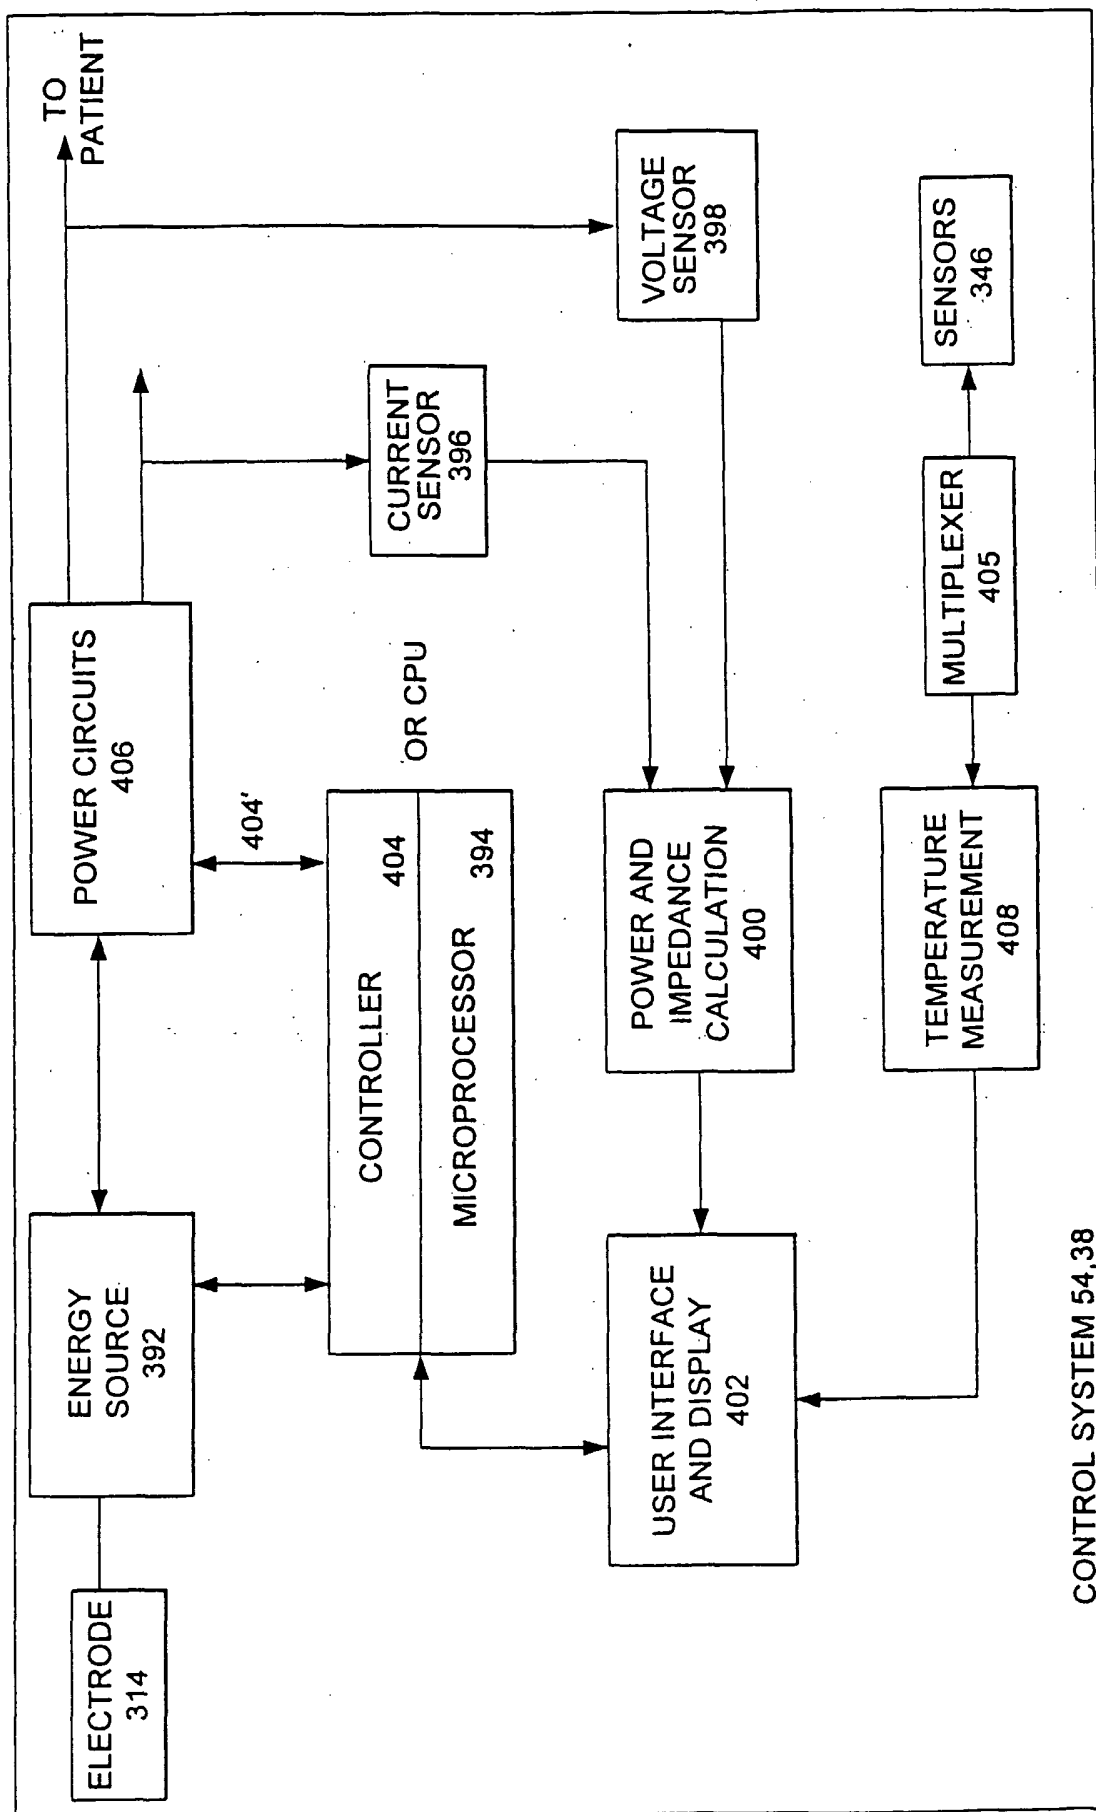 TO
PATIENT
ELECTRODE
314
ENERGY
SOURCE
392
POWER CIRCUITS
406
404'
CONTROLLER
404
MICROPROCESSOR
394
OR CPU
CURRENT
SENSOR
396
VOLTAGE
SENSOR
398
USER INTERFACE
AND DISPLAY
402
POWER AND
IMPEDANCE
CALCULATION
400
TEMPERATURE
MEASUREMENT
408
MULTIPLEXER
405
SENSORS
346
CONTROL SYSTEM 54,38